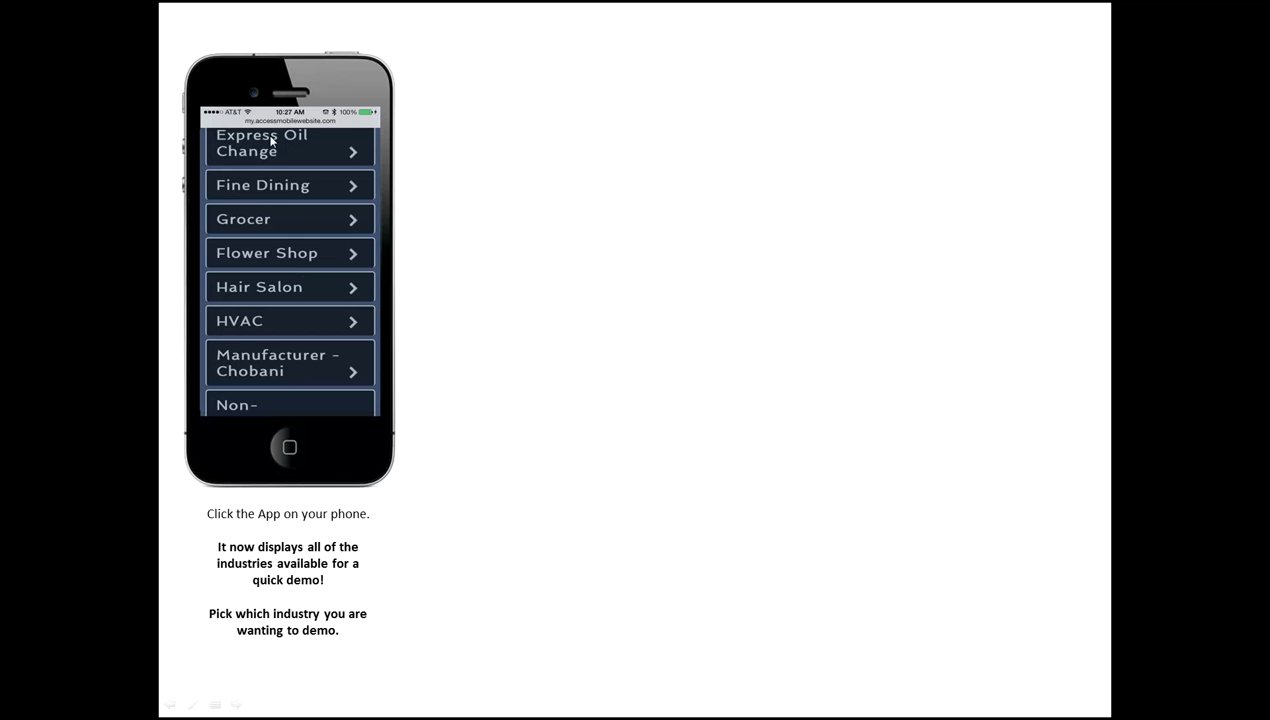 AT&T 10:27 AM 100%
my.accessmobilewebsite.com
Express Oil
Change
Fine Dining
Grocer
Flower Shop
Hair Salon
HVAC
Manufacturer -
Chobani
Non-
Click the App on your phone.
It now displays all of the
industries available for a
quick demo!
Pick which industry you are
wanting to demo.